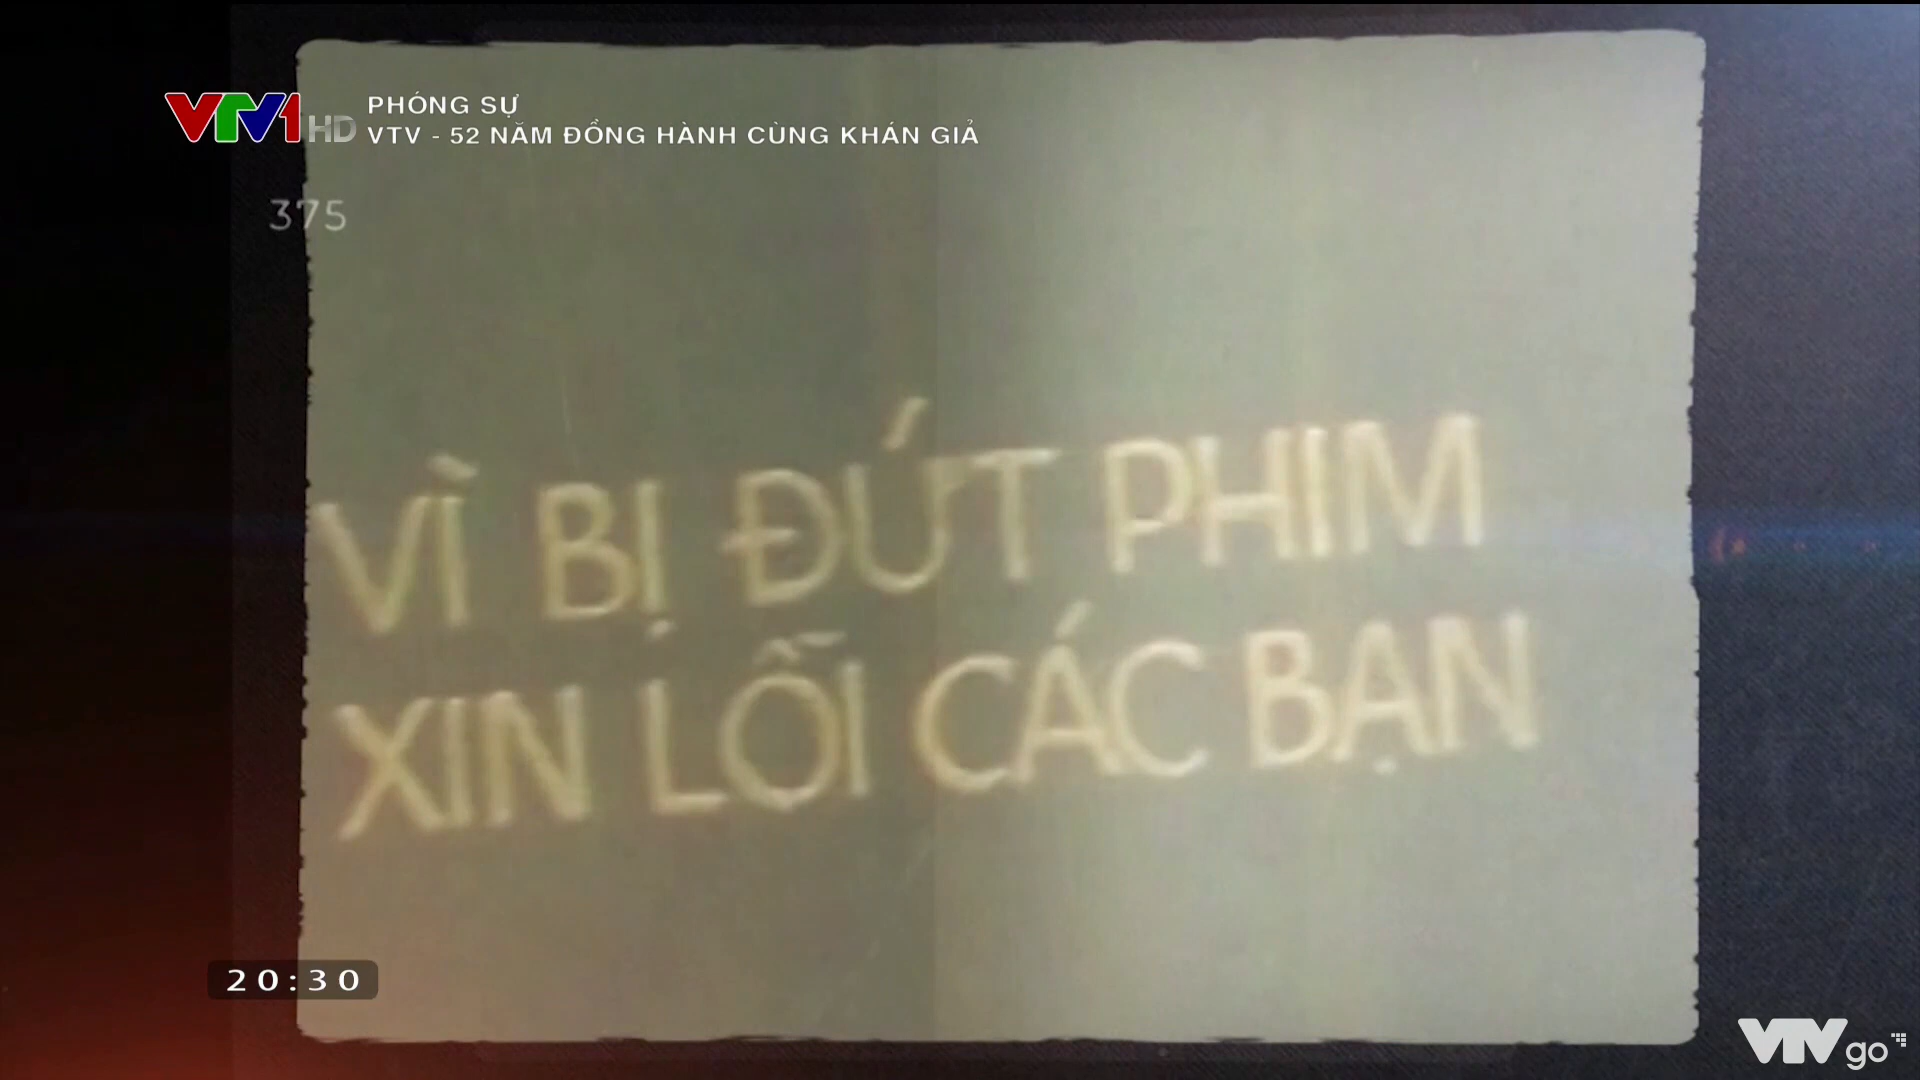 VTV1 HD
PHÓNG SỰ
VTV - 52 NĂM ĐỒNG HÀNH CÙNG KHÁN GIẢ
375
VÌ BỊ ĐỨT PHIM
XIN LỖI CÁC BẠN
20:30
VTV go